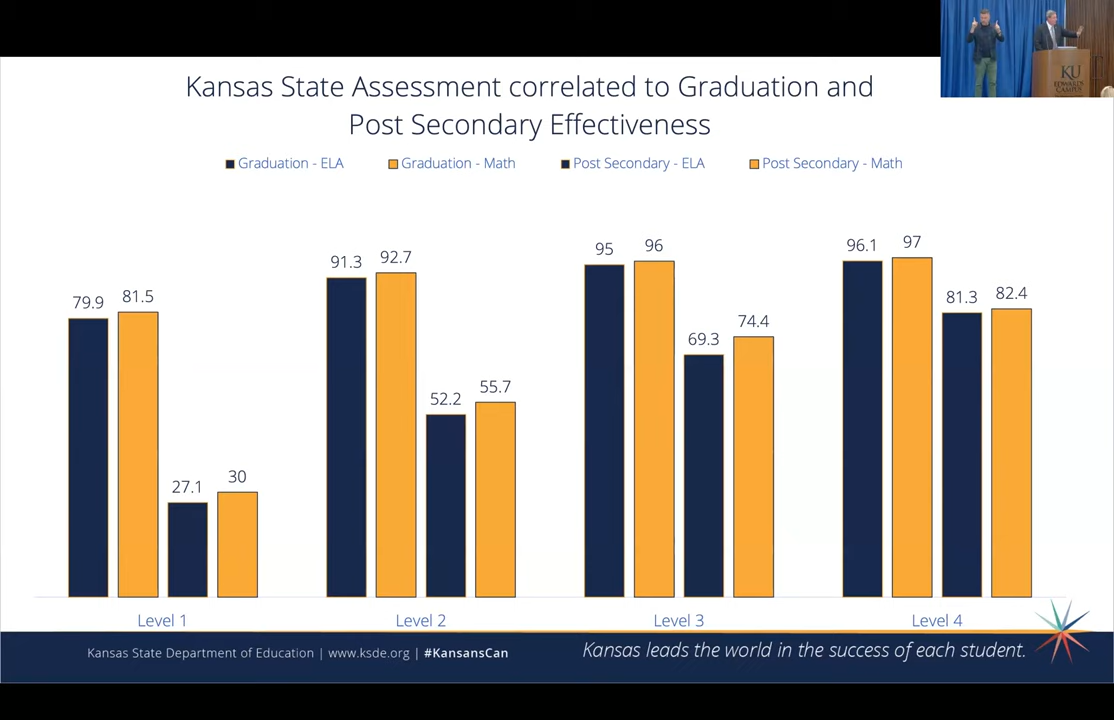 Kansas State Assessment correlated to Graduation and
Post Secondary Effectiveness
Graduation - ELA Graduation - Math Post Secondary - ELA Post Secondary - Math
79.9 81.5 27.1 30
91.3 92.7 52.2 55.7
95 96 69.3 74.4
96.1 97 81.3 82.4
Level 1 Level 2 Level 3 Level 4
Kansas State Department of Education | www.ksde.org | #KansansCan
Kansas leads the world in the success of each student.
KU
EDWARDS
CAMPUS